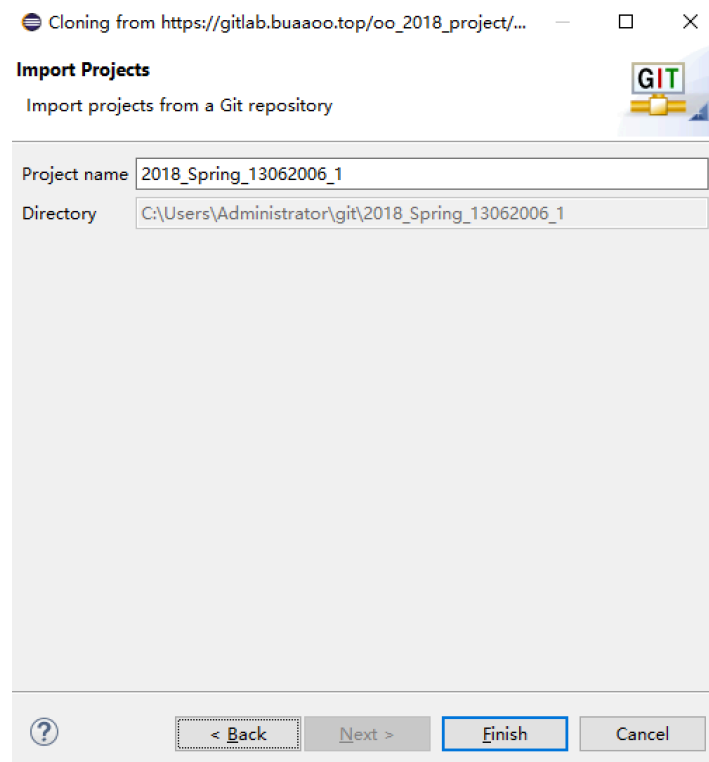 Cloning from https://gitlab.buaaoo.top/oo_2018_project/...
Import Projects
Import projects from a Git repository
GIT
Project name 2018_Spring_13062006_1
Directory C:\Users\Administrator\git\2018_Spring_13062006_1
? < Back Next > Finish Cancel